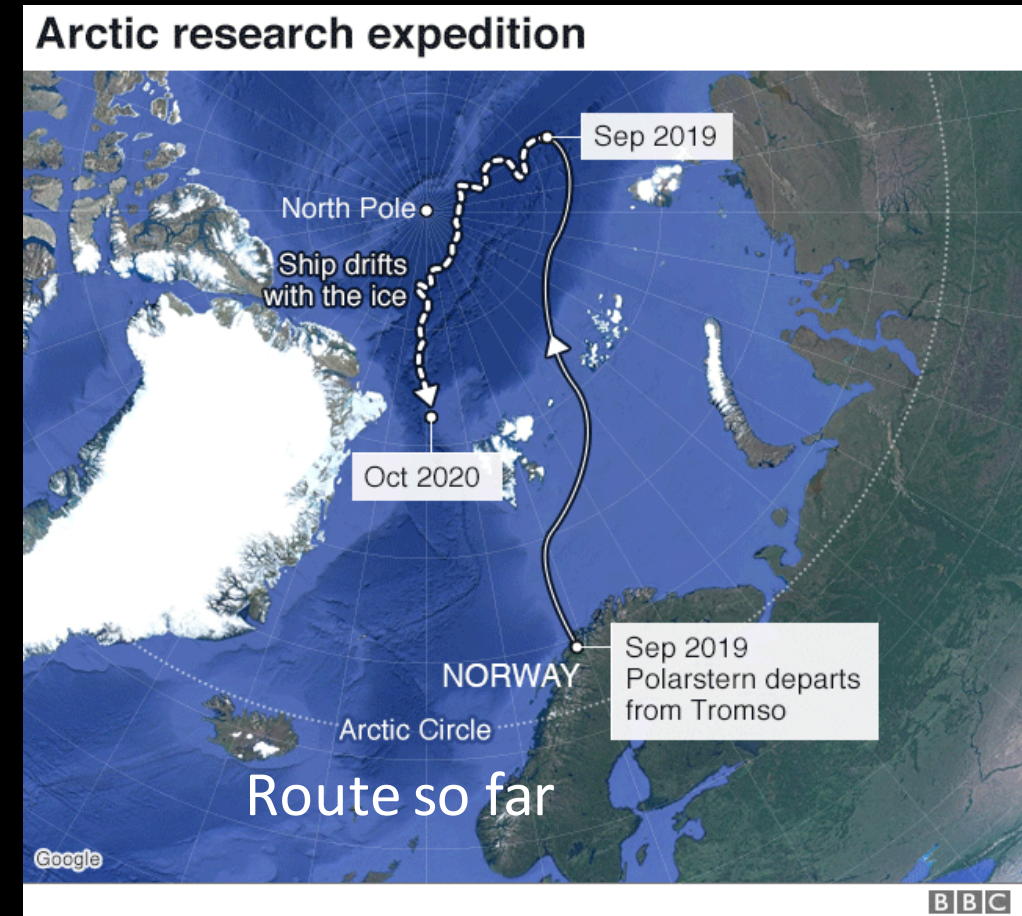 Arctic research expedition
Sep 2019
North Pole
Ship drifts
with the ice
Oct 2020
Sep 2019
Polarstern departs
from Tromso
NORWAY
Arctic Circle
Route so far
Google
BBC